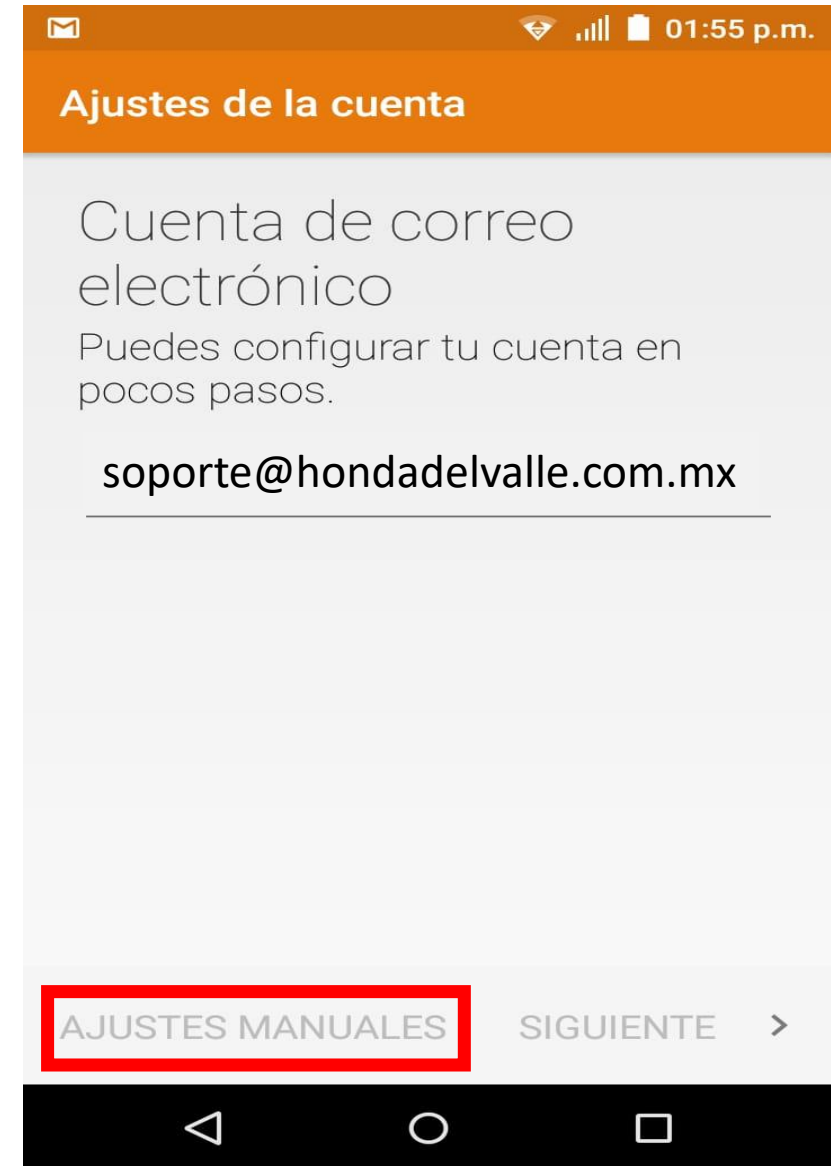 01:55 p.m.
Ajustes de la cuenta
Cuenta de correo
electrónico
Puedes configurar tu cuenta en
pocos pasos.
soporte@hondadelvalle.com.mx
AJUSTES MANUALES SIGUIENTE >